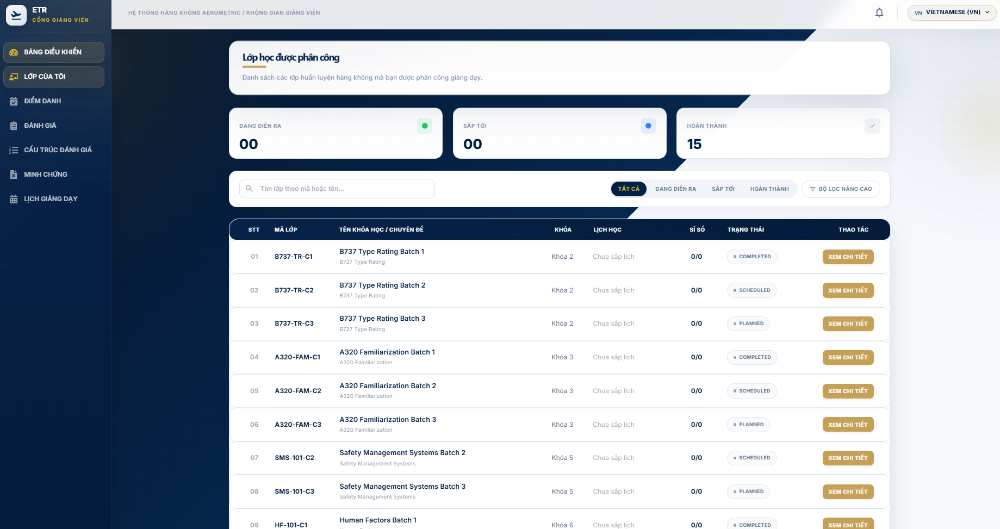 ETR
CỔNG GIẢNG VIÊN
BẢNG ĐIỀU KHIỂN
LỚP CỦA TÔI
ĐIỂM DANH
ĐÁNH GIÁ
CẤU TRÚC ĐÁNH GIÁ
MINH CHỨNG
LỊCH GIẢNG DẠY
HỆ THỐNG HÀNG KHÔNG AEROMETRIC / KHÔNG GIAN GIẢNG VIÊN
VN VIETNAMESE (VN)
Lớp học được phân công
Danh sách các lớp huấn luyện hàng không mà bạn được phân công giảng dạy.
ĐANG DIỄN RA
00
SẮP TỚI
00
HOÀN THÀNH
15
Tìm lớp theo mã hoặc tên...
TẤT CẢ ĐANG DIỄN RA SẮP TỚI HOÀN THÀNH BỘ LỌC NÂNG CAO
STT MÃ LỚP TÊN KHÓA HỌC / CHUYÊN ĐỀ KHÓA LỊCH HỌC SĨ SỐ TRẠNG THÁI THAO TÁC
01 B737-TR-C1 B737 Type Rating Batch 1 Khóa 2 Chưa sắp lịch 0/0 COMPLETED XEM CHI TIẾT
B737 Type Rating
02 B737-TR-C2 B737 Type Rating Batch 2 Khóa 2 Chưa sắp lịch 0/0 SCHEDULED XEM CHI TIẾT
B737 Type Rating
03 B737-TR-C3 B737 Type Rating Batch 3 Khóa 2 Chưa sắp lịch 0/0 PLANNED XEM CHI TIẾT
B737 Type Rating
04 A320-FAM-C1 A320 Familiarization Batch 1 Khóa 3 Chưa sắp lịch 0/0 COMPLETED XEM CHI TIẾT
A320 Familiarization
05 A320-FAM-C2 A320 Familiarization Batch 2 Khóa 3 Chưa sắp lịch 0/0 SCHEDULED XEM CHI TIẾT
A320 Familiarization
06 A320-FAM-C3 A320 Familiarization Batch 3 Khóa 3 Chưa sắp lịch 0/0 PLANNED XEM CHI TIẾT
A320 Familiarization
07 SMS-101-C2 Safety Management Systems Batch 2 Khóa 5 Chưa sắp lịch 0/0 SCHEDULED XEM CHI TIẾT
Safety Management Systems
08 SMS-101-C3 Safety Management Systems Batch 3 Khóa 5 Chưa sắp lịch 0/0 PLANNED XEM CHI TIẾT
Safety Management Systems
09 HF-101-C1 Human Factors Batch 1 Khóa 6 Chưa sắp lịch 0/0 COMPLETED XEM CHI TIẾT